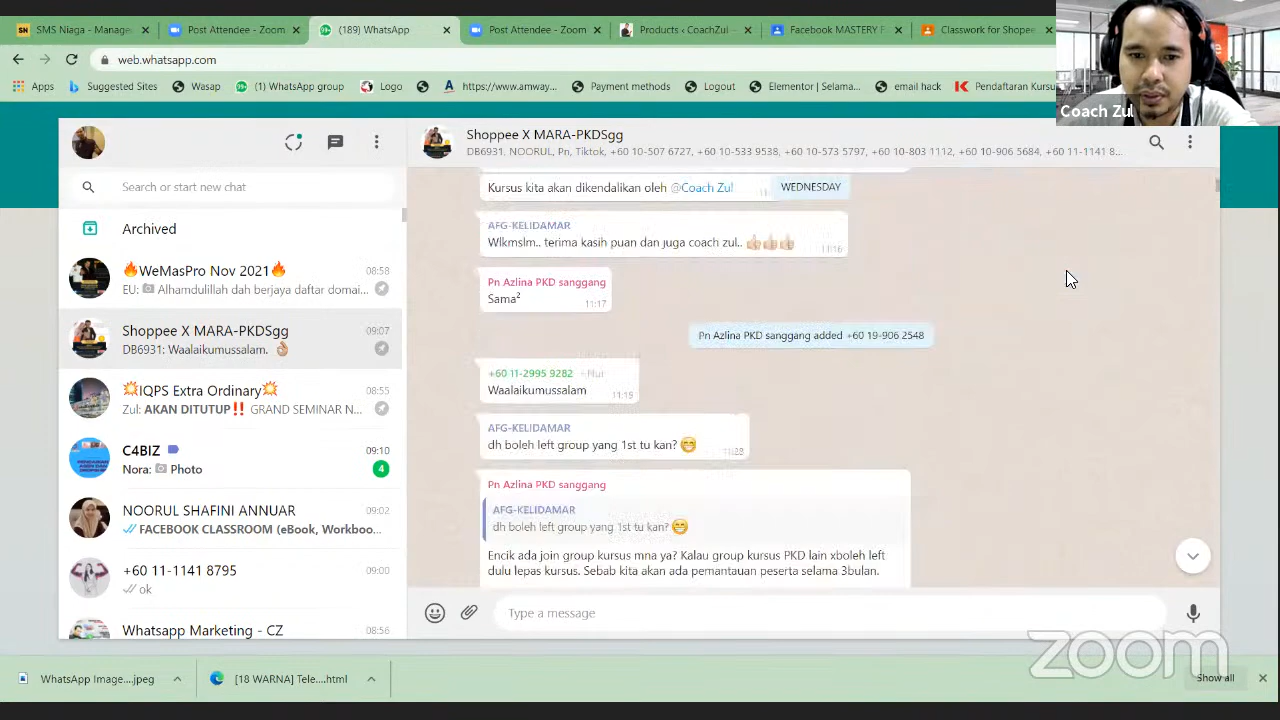 SMS Niaga - Manage
Post Attendee - Zoom
(189) WhatsApp
Post Attendee - Zoom
Products ‹ CoachZul –
Facebook MASTERY F
Classwork for Shopee
web.whatsapp.com
Apps
Suggested Sites
Wasap
(1) WhatsApp group
Logo
https://www.amway...
Payment methods
Logout
Elementor | Selama...
email hack
Pendaftaran Kursu
Coach Zul
Shoppee X MARA-PKDSgg
DB6931, NOORUL, Pn, Tiktok, +60 10-507 6727, +60 10-533 9538, +60 10-573 5797, +60 10-803 1112, +60 10-906 5684, +60 11-1141 8...
Search or start new chat
Archived
🔥WeMasPro Nov 2021🔥
08:58
EU: 📷 Alhamdulillah dah berjaya daftar domai...
Shoppee X MARA-PKDSgg
09:07
DB6931: Waalaikumussalam. 👌🏼
💥IQPS Extra Ordinary💥
08:55
Zul: AKAN DITUTUP‼️ GRAND SEMINAR N...
C4BIZ
09:10
Nora: 📷 Photo
4
NOORUL SHAFINI ANNUAR
09:02
FACEBOOK CLASSROOM (eBook, Workboo...
+60 11-1141 8795
09:00
ok
Whatsapp Marketing - CZ
08:56
Kursus kita akan dikendalikan oleh @Coach Zul
WEDNESDAY
AFG-KELIDAMAR
Wlkmslm.. terima kasih puan dan juga coach zul.. 👍🏻👍🏻👍🏻
11:16
Pn Azlina PKD sanggang
Sama²
11:17
Pn Azlina PKD sanggang added +60 19-906 2548
+60 11-2995 9282 ~Nur
Waalaikumussalam
11:19
AFG-KELIDAMAR
dh boleh left group yang 1st tu kan? 😁
11:28
Pn Azlina PKD sanggang
AFG-KELIDAMAR
dh boleh left group yang 1st tu kan? 😁
Encik ada join group kursus mna ya? Kalau group kursus PKD lain xboleh left
dulu lepas kursus. Sebab kita akan ada pemantauan peserta selama 3bulan.
Type a message
zoom
WhatsApp Image....jpeg
[18 WARNA] Tele....html
Show all